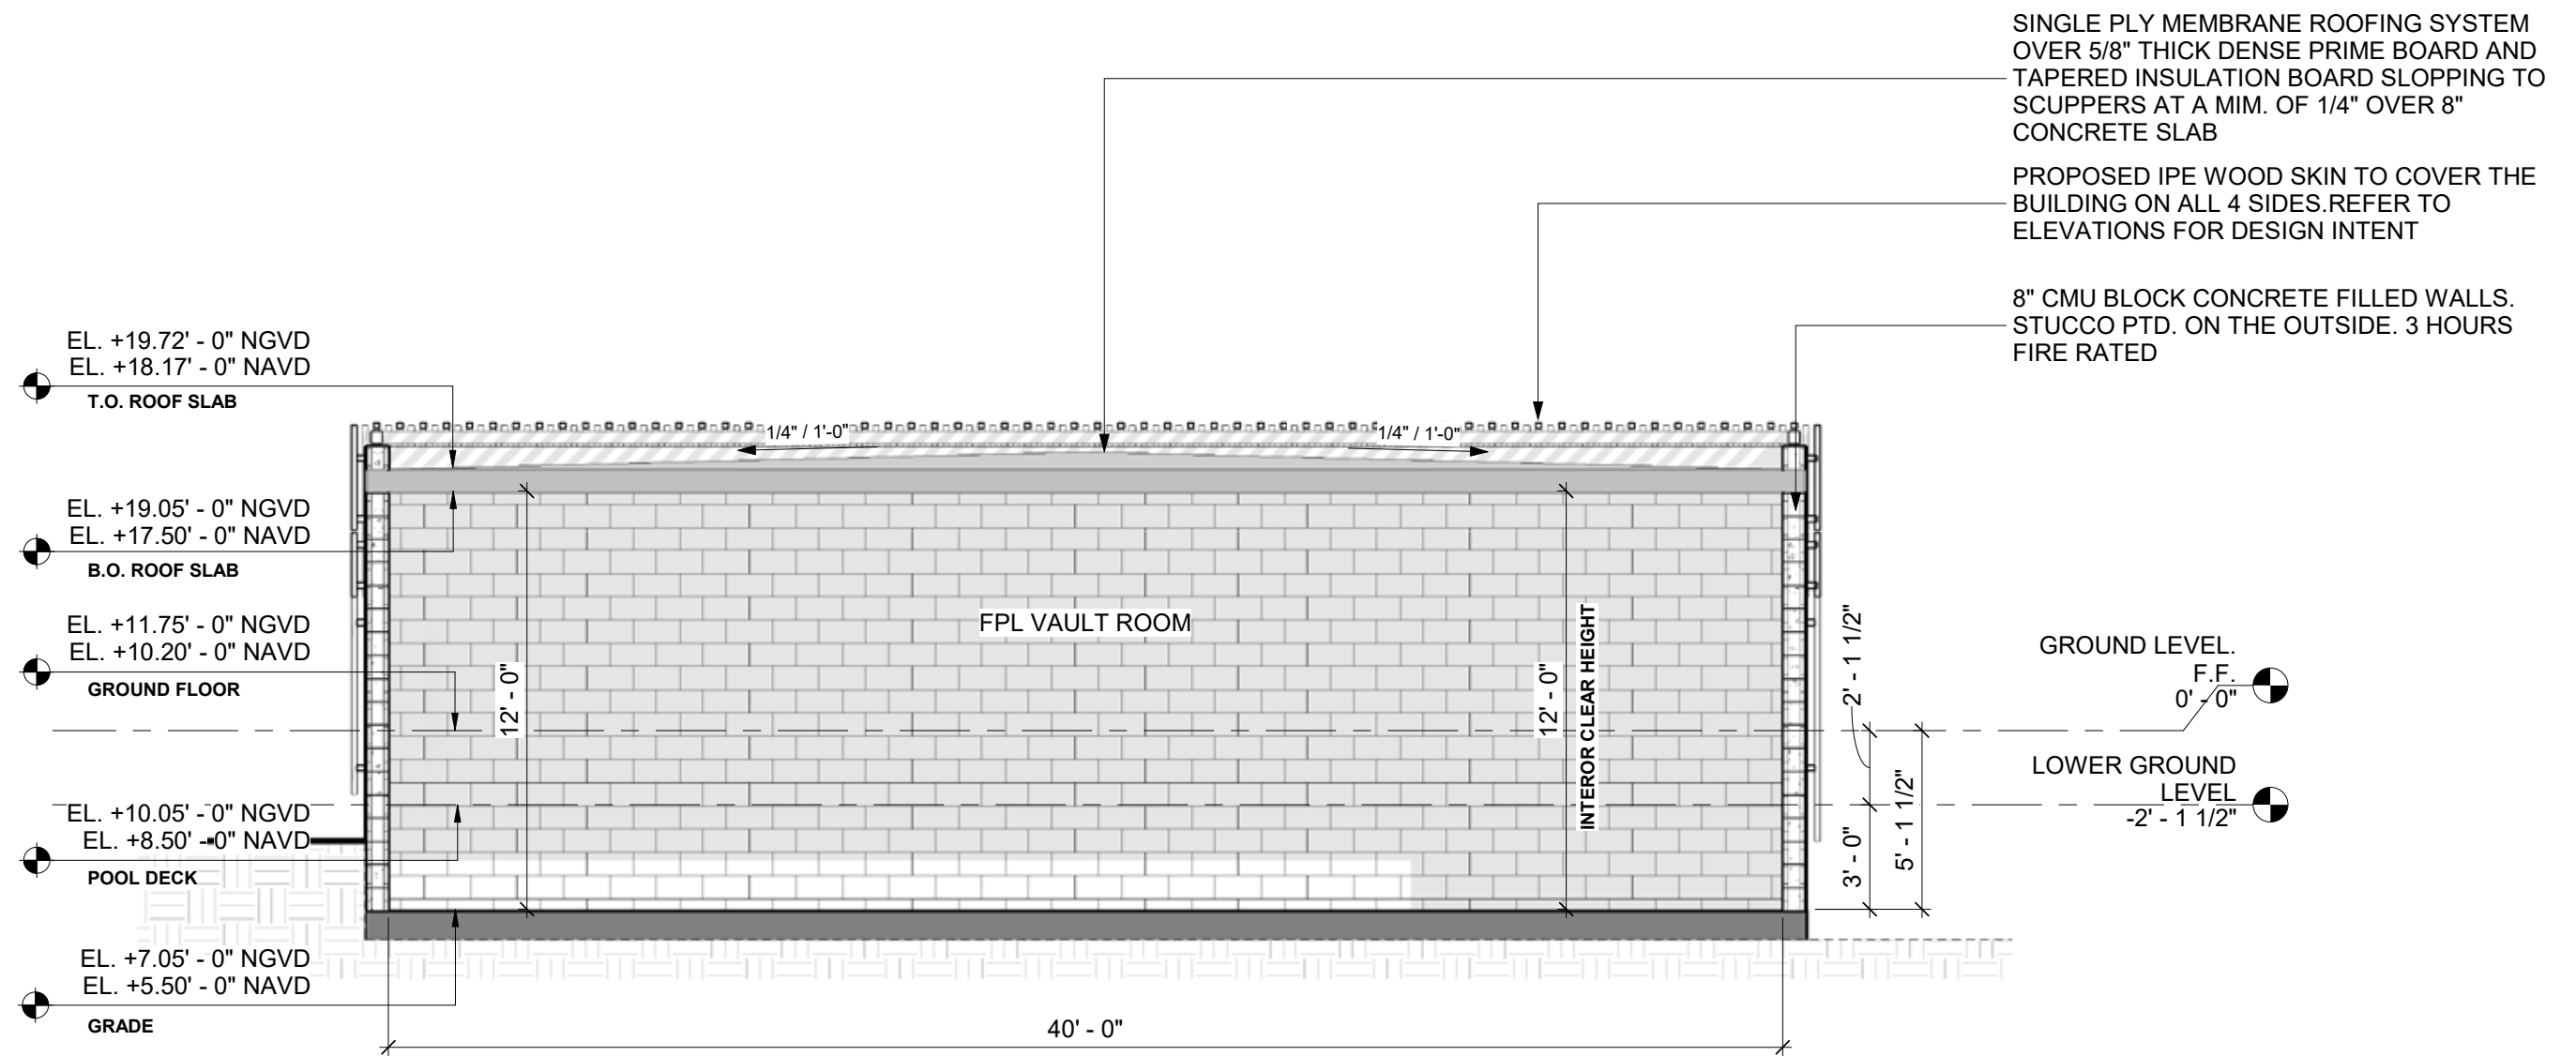 SINGLE PLY MEMBRANE ROOFING SYSTEM
OVER 5/8" THICK DENSE PRIME BOARD AND
TAPERED INSULATION BOARD SLOPPING TO
SCUPPERS AT A MIM. OF 1/4" OVER 8"
CONCRETE SLAB
PROPOSED IPE WOOD SKIN TO COVER THE
BUILDING ON ALL 4 SIDES.REFER TO
ELEVATIONS FOR DESIGN INTENT
8" CMU BLOCK CONCRETE FILLED WALLS.
STUCCO PTD. ON THE OUTSIDE. 3 HOURS
FIRE RATED
EL. +19.72' - 0" NGVD
EL. +18.17' - 0" NAVD
T.O. ROOF SLAB
1/4" / 1'-0"
1/4" / 1'-0"
EL. +19.05' - 0" NGVD
EL. +17.50' - 0" NAVD
B.O. ROOF SLAB
EL. +11.75' - 0" NGVD
EL. +10.20' - 0" NAVD
GROUND FLOOR
12' - 0"
FPL VAULT ROOM
12' - 0"
INTERIOR CLEAR HEIGHT
2' - 1 1/2"
GROUND LEVEL.
F.F.
0' - 0"
LOWER GROUND
LEVEL
-2' - 1 1/2"
3' - 0"
5' - 1 1/2"
EL. +10.05' - 0" NGVD
EL. +8.50' - 0" NAVD
POOL DECK
EL. +7.05' - 0" NGVD
EL. +5.50' - 0" NAVD
GRADE
40' - 0"